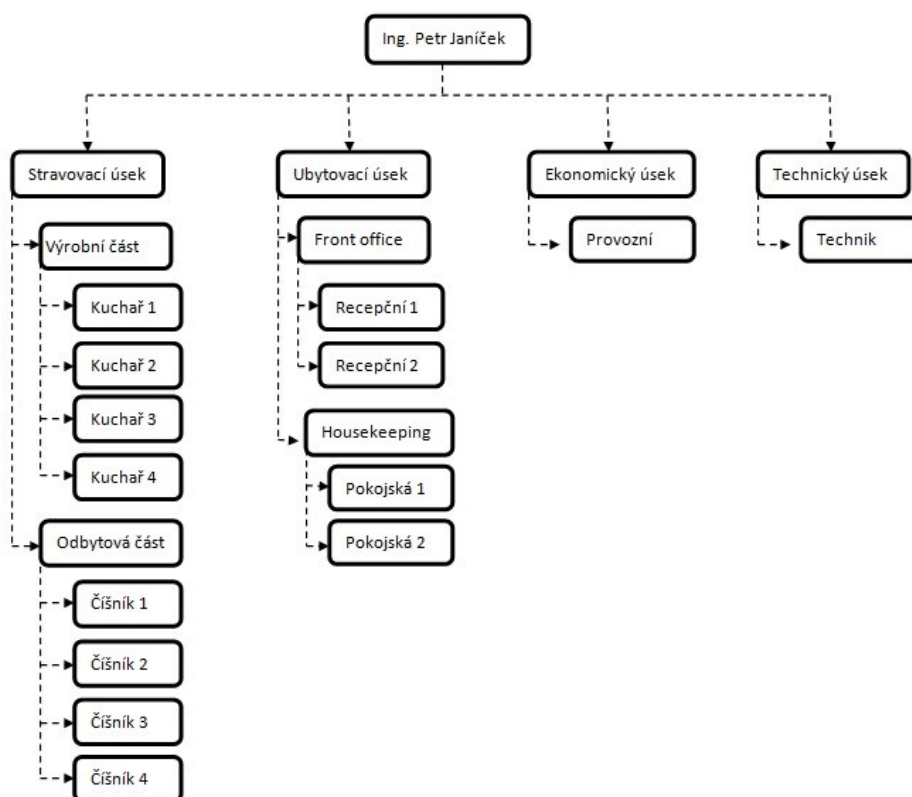 Ing. Petr Janíček
Stravovací úsek
Výrobní část
Kuchař 1
Kuchař 2
Kuchař 3
Kuchař 4
Odbytová část
Číšník 1
Číšník 2
Číšník 3
Číšník 4
Ubytovací úsek
Front office
Recepční 1
Recepční 2
Housekeeping
Pokojská 1
Pokojská 2
Ekonomický úsek
Provozní
Technický úsek
Technik